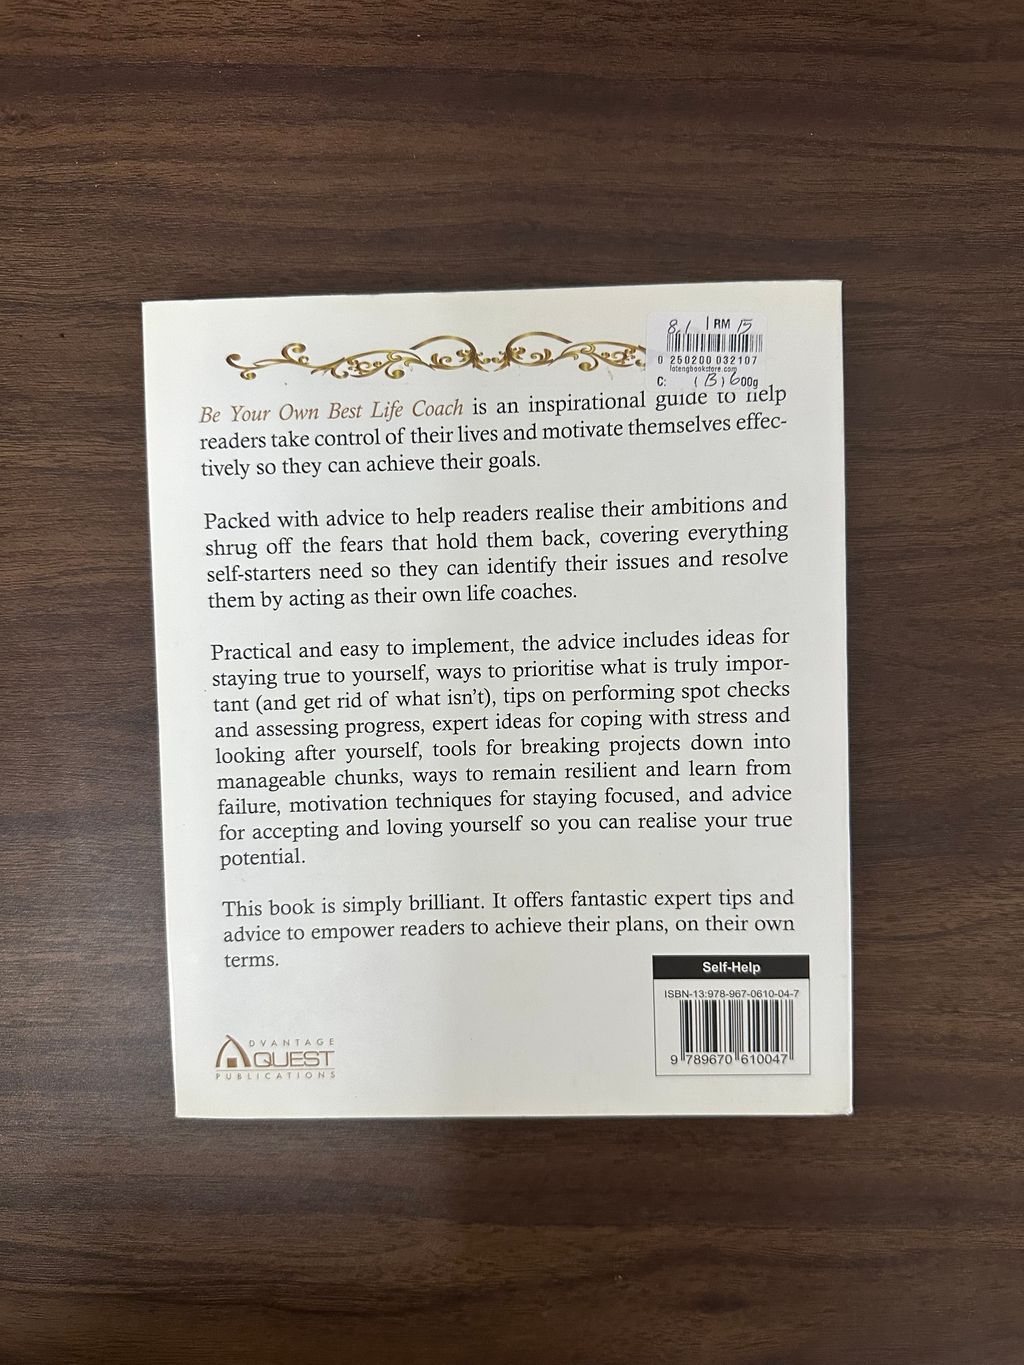 8.1 | RM 15
0 250200 032107
lotengbookstore.com
C: (B) 600g
Be Your Own Best Life Coach is an inspirational guide to help
readers take control of their lives and motivate themselves effec-
tively so they can achieve their goals.
Packed with advice to help readers realise their ambitions and
shrug off the fears that hold them back, covering everything
self-starters need so they can identify their issues and resolve
them by acting as their own life coaches.
Practical and easy to implement, the advice includes ideas for
staying true to yourself, ways to prioritise what is truly impor-
tant (and get rid of what isn't), tips on performing spot checks
and assessing progress, expert ideas for coping with stress and
looking after yourself, tools for breaking projects down into
manageable chunks, ways to remain resilient and learn from
failure, motivation techniques for staying focused, and advice
for accepting and loving yourself so you can realise your true
potential.
This book is simply brilliant. It offers fantastic expert tips and
advice to empower readers to achieve their plans, on their own
terms.
Self-Help
ISBN-13:978-967-0610-04-7
9 789670 610047
ADVANTAGE
QUEST
PUBLICATIONS